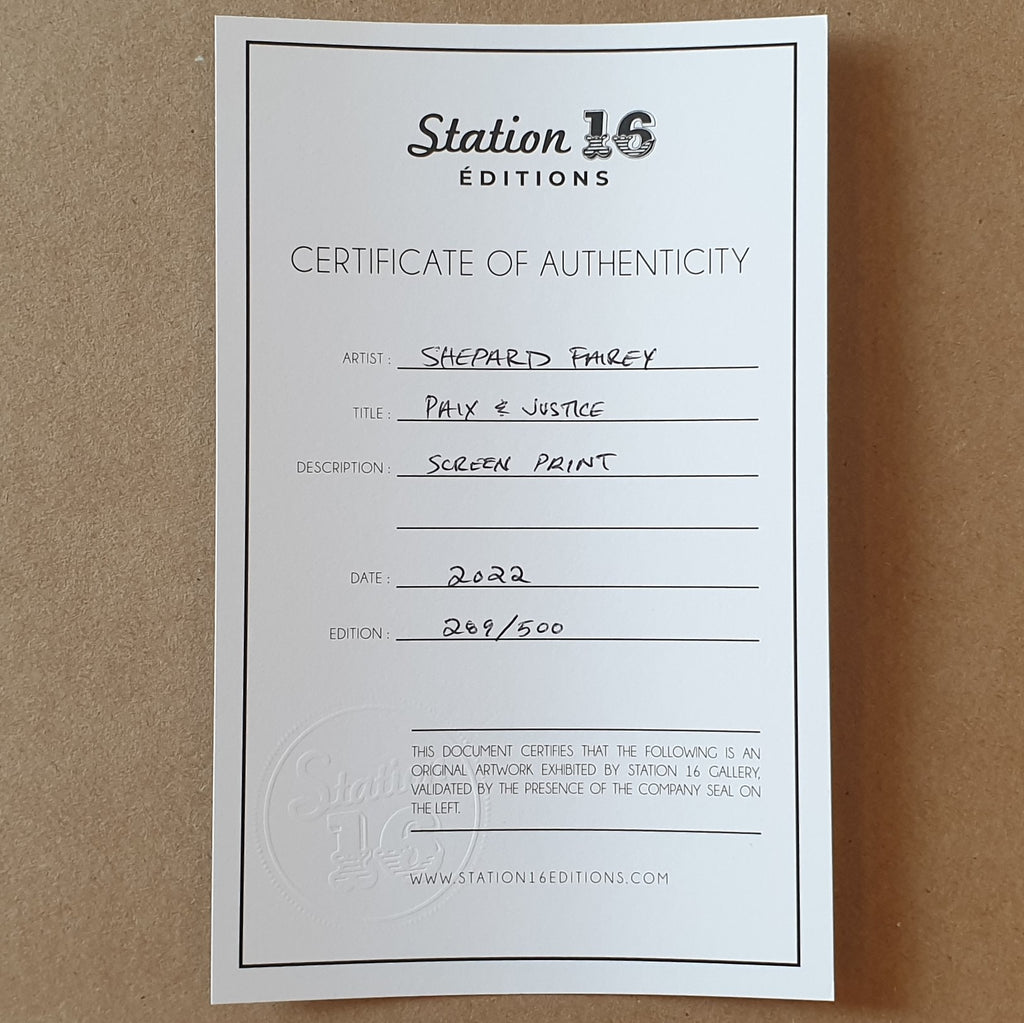 Station 16
ÉDITIONS
CERTIFICATE OF AUTHENTICITY
ARTIST : SHEPARD FAIREY
TITLE : PAIX & JUSTICE
DESCRIPTION : SCREEN PRINT
DATE : 2022
EDITION : 289/500
THIS DOCUMENT CERTIFIES THAT THE FOLLOWING IS AN
ORIGINAL ARTWORK EXHIBITED BY STATION 16 GALLERY,
VALIDATED BY THE PRESENCE OF THE COMPANY SEAL ON
THE LEFT.
Station
16
WWW.STATION16EDITIONS.COM